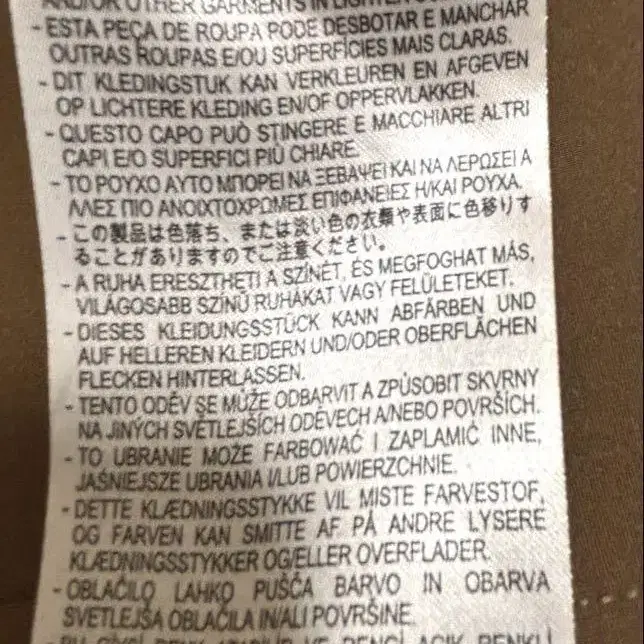 AND/OR OTHER GARMENTS IN LIGHTER
- ESTA PEÇA DE ROUPA PODE DESBOTAR E MANCHAR
OUTRAS ROUPAS E/OU SUPERFÍCIES MAIS CLARAS.
- DIT KLEDINGSTUK KAN VERKLEUREN EN AFGEVEN
OP LICHTERE KLEDING EN/OF OPPERVLAKKEN.
- QUESTO CAPO PUÒ STINGERE E MACCHIARE ALTRI
CAPI E/O SUPERFICI PIÙ CHIARE.
- ΤΟ ΡΟΥΧΟ ΑΥΤΟ ΜΠΟΡΕΙ ΝΑ ΞΕΒΑΨΕΙ ΚΑΙ ΝΑ ΛΕΡΩΣΕΙ Α
ΛΛΕΣ ΠΙΟ ΑΝΟΙΧΤΟΧΡΩΜΕΣ ΕΠΙΦΑΝΕΙΕΣ Η/ΚΑΙ ΡΟΥΧΑ.
- この製品は色落ち、または淡い色の衣類や表面に色移りす
ることがありますのでご注意ください。
- A RUHA ERESZTHETI A SZÍNÉT, ÉS MEGFOGHAT MÁS,
VILÁGOSABB SZÍNŰ RUHÁKAT VAGY FELÜLETEKET.
- DIESES KLEIDUNGSSTÜCK KANN ABFÄRBEN UND
AUF HELLEREN KLEIDERN UND/ODER OBERFLÄCHEN
FLECKEN HINTERLASSEN.
- TENTO ODĚV SE MŮŽE ODBARVIT A ZPŮSOBIT SKVRNY
NA JINÝCH SVĚTLEJŠÍCH ODĚVECH A/NEBO POVRŠÍCH.
- TO UBRANIE MOŻE FARBOWAĆ I ZAPLAMIĆ INNE,
JAŚNIEJSZE UBRANIA I/LUB POWIERZCHNIE.
- DETTE KLÆDNINGSSTYKKE VIL MISTE FARVESTOF,
OG FARVEN KAN SMITTE AF PÅ ANDRE LYSERE
KLÆDNINGSSTYKKER OG/ELLER OVERFLADER.
- OBLAČILO LAHKO PUŠČA BARVO IN OBARVA
SVETLEJŠA OBLAČILA IN/ALI POVRŠINE.